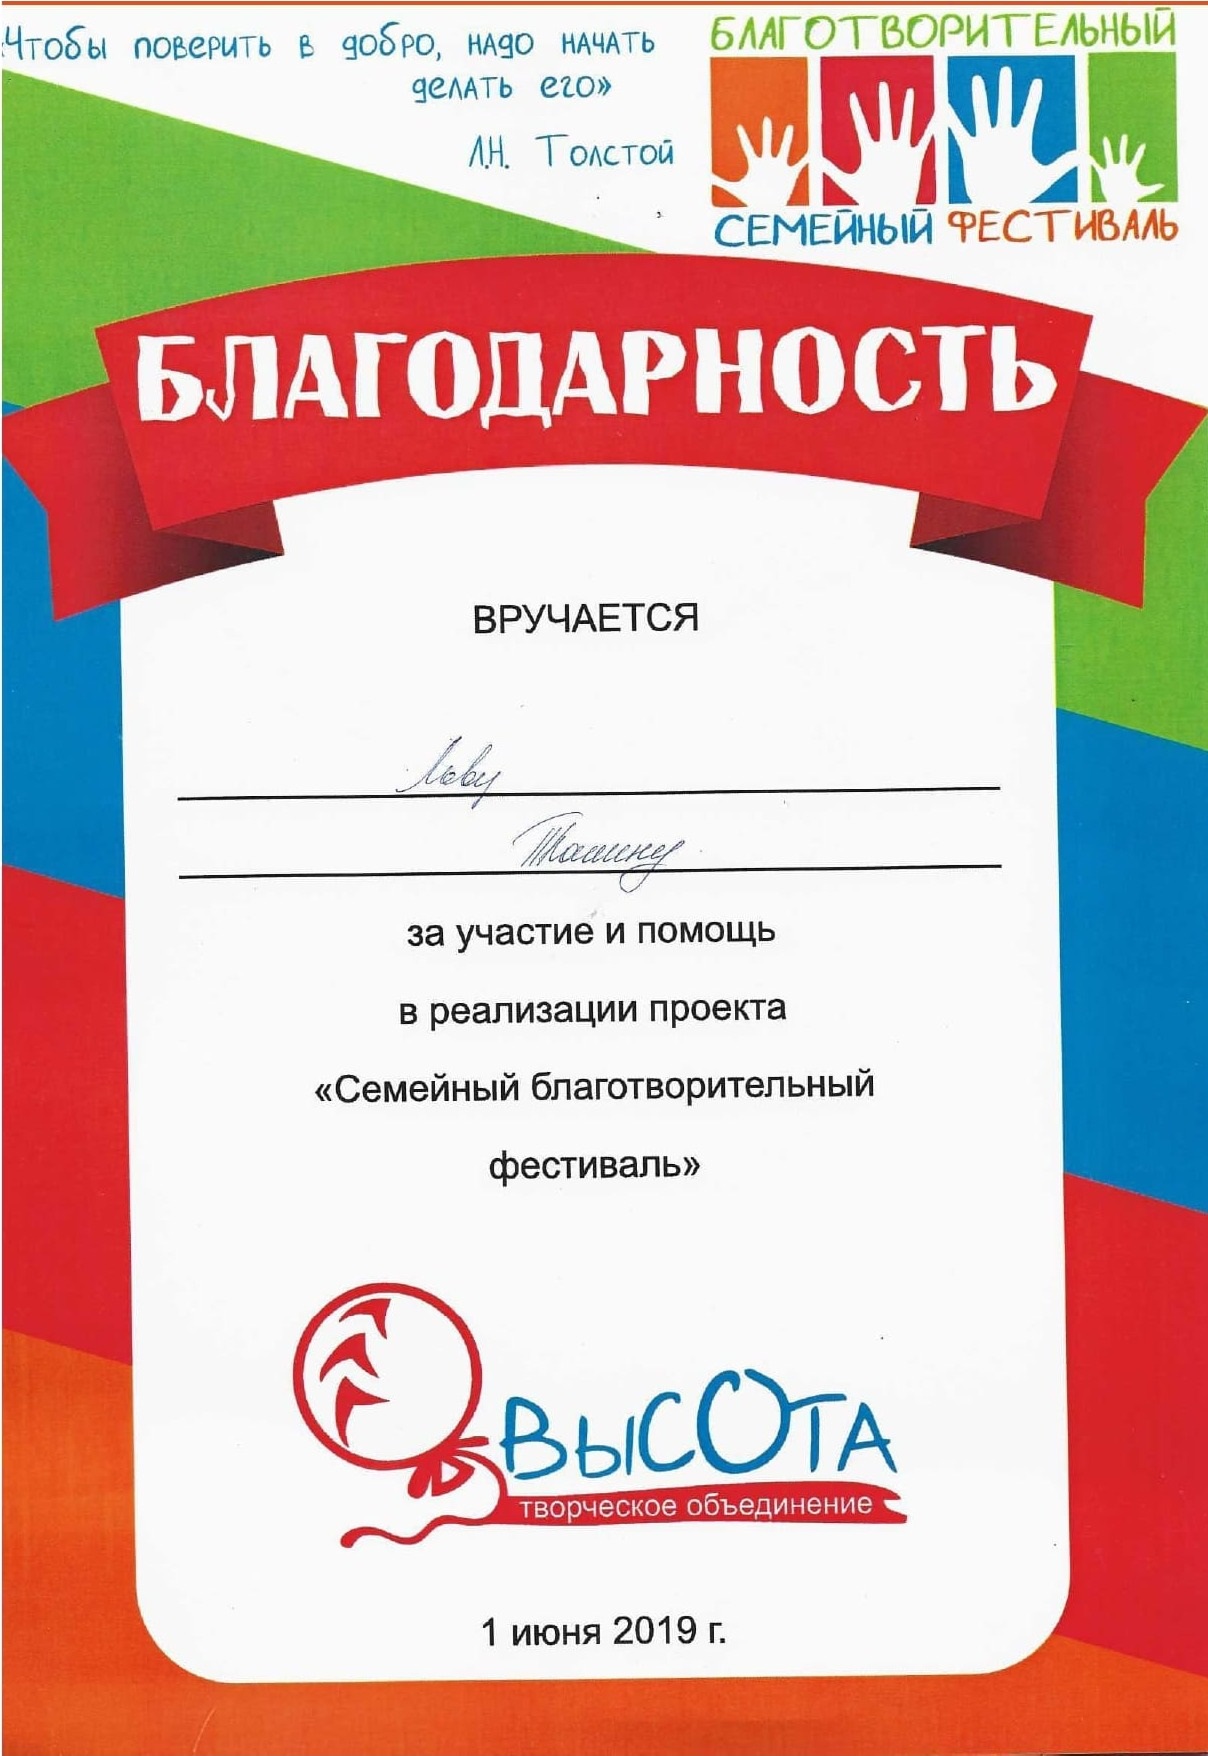 «Чтобы поверить в добро, надо начать
делать его»
Л.Н. Толстой
БЛАГОТВОРИТЕЛЬНЫЙ
СЕМЕЙНЫЙ ФЕСТИВАЛЬ
БЛАГОДАРНОСТЬ
ВРУЧАЕТСЯ
Льву
за участие и помощь
в реализации проекта
«Семейный благотворительный
фестиваль»
ВЫСОТА
творческое объединение
1 июня 2019 г.